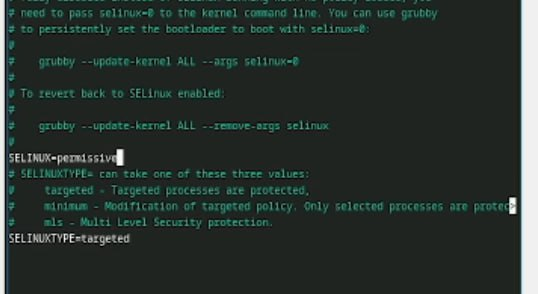 # need to pass selinux=0 to the kernel command line. You can use grubby
# to persistently set the bootloader to boot with selinux=0:
#
#    grubby --update-kernel ALL --args selinux=0
#
# To revert back to SELinux enabled:
#
#    grubby --update-kernel ALL --remove-args selinux
#
SELINUX=permissive
# SELINUXTYPE= can take one of these three values:
#     targeted - Targeted processes are protected,
#     minimum - Modification of targeted policy. Only selected processes are protec>
#     mls - Multi Level Security protection.
SELINUXTYPE=targeted